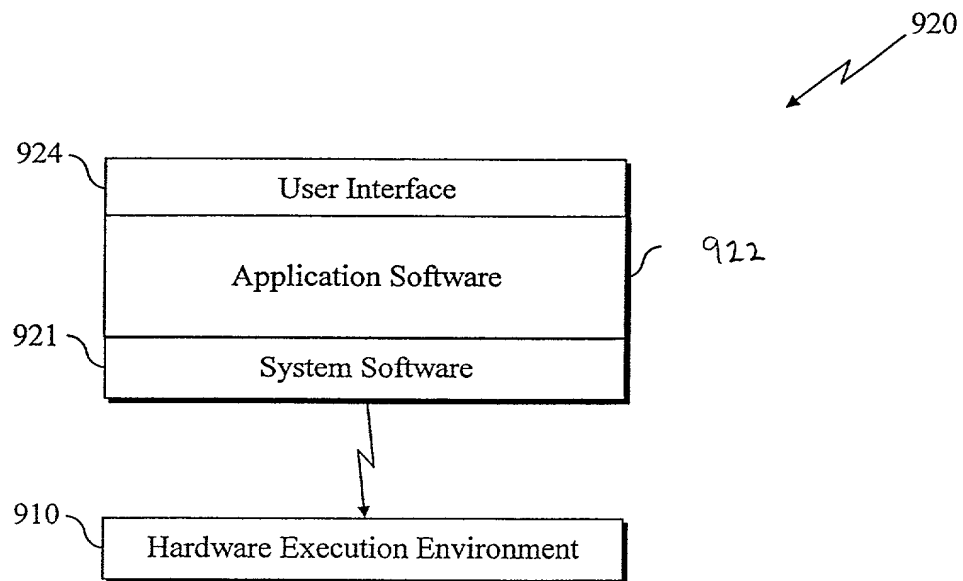 920
924
User Interface
Application Software
922
921
System Software
910
Hardware Execution Environment